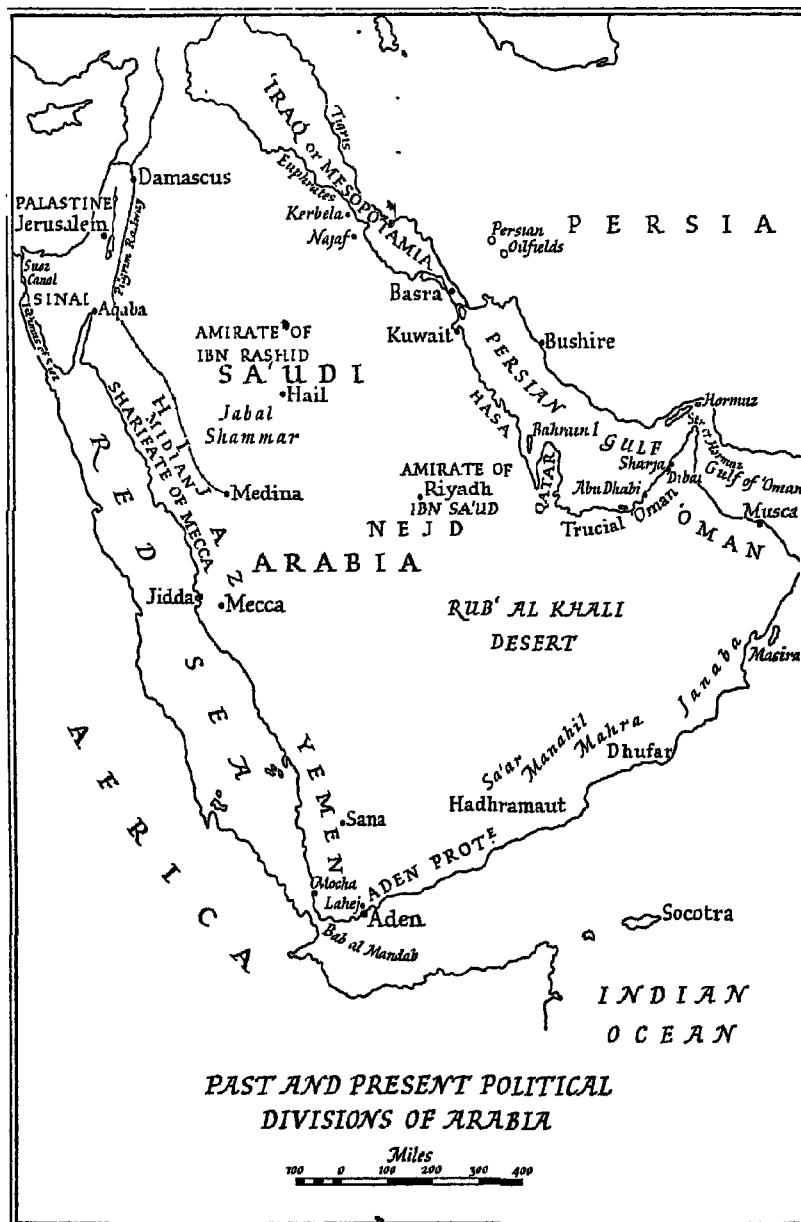 'IRAQ or MESOPOTAMIA
Tigris
Euphrates
Damascus
PALASTINE
Jerusalem
Pilgrim Railway
Kerbela
Najaf
Persian
Oilfields
PERSIA
Suez
Canal
SINAI
Aqaba
Basra
Kuwait
Bushire
AMIRATE OF
IBN RASHID
SA'UDI
Hail
Jabal
Shammar
HIJAZ
MIDIAN
SHARIFATE OF MECCA
PERSIAN
GULF
HASA
Hormuz
Bahrain I
Sharja
Dibai
Gulf of 'Oman
QATAR
Abu Dhabi
Trucial 'Oman
'OMAN
Musca
Medina
AMIRATE OF
Riyadh
IBN SA'UD
NEJD
RED SEA
ARABIA
Jidda
Mecca
RUB' AL KHALI
DESERT
Masira
Janaba
Mahra
Manahil
Sa'ar
Dhufar
Hadhramaut
AFRICA
YEMEN
Sana
ADEN PROTE
Mocha
Lahej
Aden
Bab al Mandab
Socotra
INDIAN
OCEAN
PAST AND PRESENT POLITICAL
DIVISIONS OF ARABIA
Miles
100 0 100 200 300 400